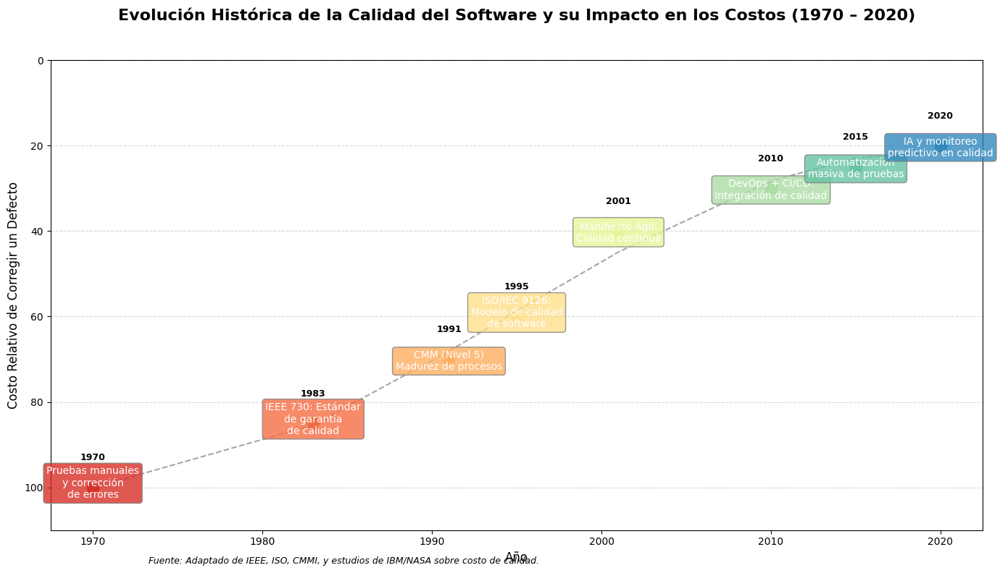 Evolución Histórica de la Calidad del Software y su Impacto en los Costos (1970 – 2020)
Costo Relativo de Corregir un Defecto
0
20
40
60
80
100
2020
IA y monitoreo
predictivo en calidad
2015
Automatización
masiva de pruebas
2010
DevOps + CI/CD:
Integración de calidad
2001
Manifiesto Ágil:
Calidad continua
1995
ISO/IEC 9126:
Modelo de calidad
de software
1991
CMM (Nivel 5)
Madurez de procesos
1983
IEEE 730: Estándar
de garantía
de calidad
1970
Pruebas manuales
y corrección
de errores
1970
1980
1990
2000
2010
2020
Año
Fuente: Adaptado de IEEE, ISO, CMMI, y estudios de IBM/NASA sobre costo de calidad.